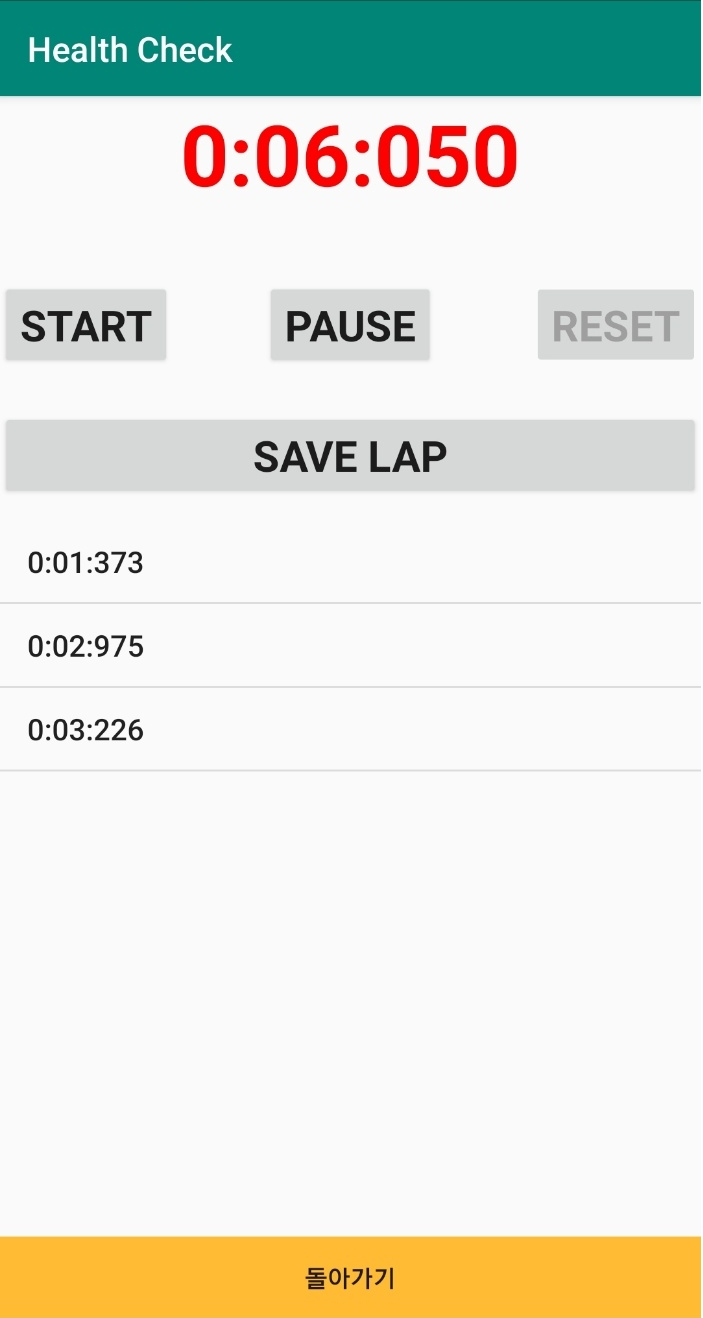 Health Check
0:06:050
START PAUSE RESET
SAVE LAP
0:01:373
0:02:975
0:03:226
돌아가기